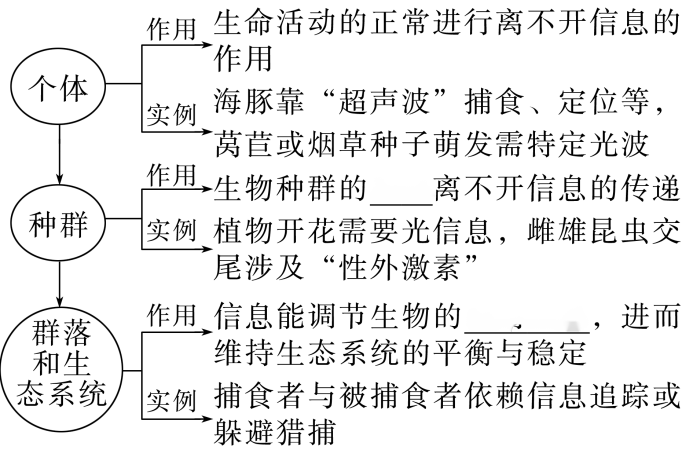 个体
作用
生命活动的正常进行离不开信息的
作用
实例
海豚靠“超声波”捕食、定位等，
莴苣或烟草种子萌发需特定光波
种群
作用
生物种群的____离不开信息的传递
实例
植物开花需要光信息，雌雄昆虫交
尾涉及“性外激素”
群落
和生
态系统
作用
信息能调节生物的________，进而
维持生态系统的平衡与稳定
实例
捕食者与被捕食者依赖信息追踪或
躲避猎捕